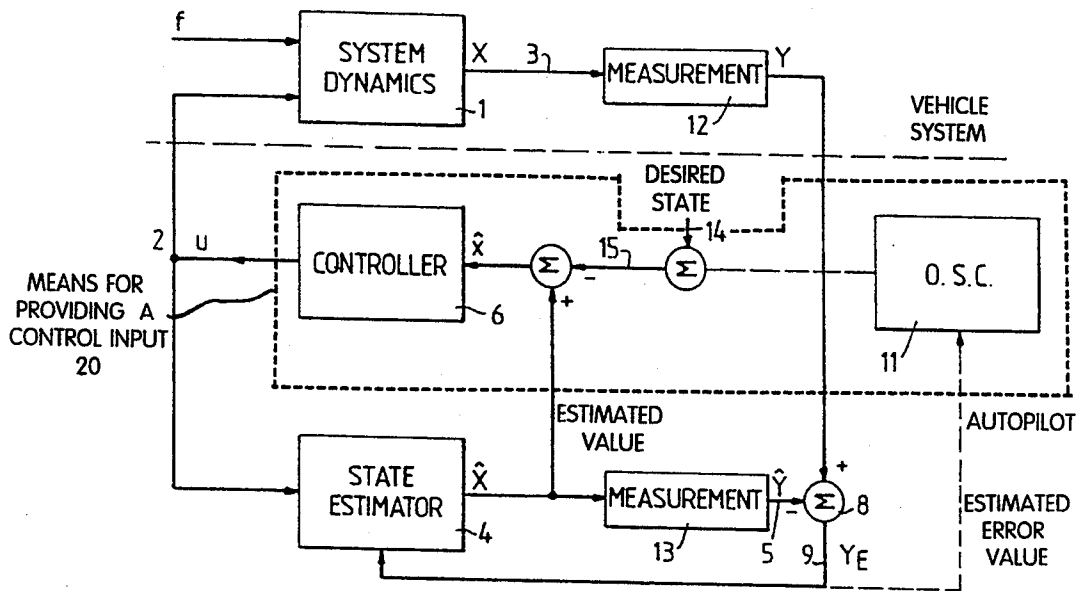 f
SYSTEM
DYNAMICS
1
X
3
MEASUREMENT
12
Y
VEHICLE
SYSTEM
DESIRED
STATE
14
2
u
CONTROLLER
6
x̂
Σ
+
-
15
Σ
O. S.C.
11
MEANS FOR
PROVIDING A
CONTROL INPUT
20
ESTIMATED
VALUE
AUTOPILOT
STATE
ESTIMATOR
4
X̂
MEASUREMENT
13
Ŷ
5
+
-
Σ
8
9
YE
ESTIMATED
ERROR
VALUE